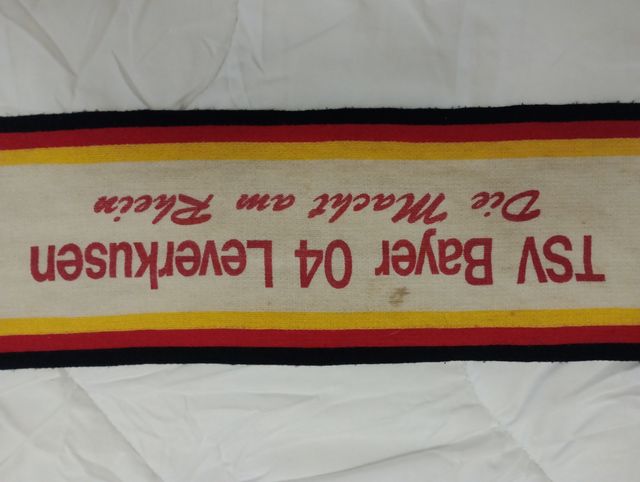 TSV Bayer 04 Leverkusen
Die Macht am Rhein